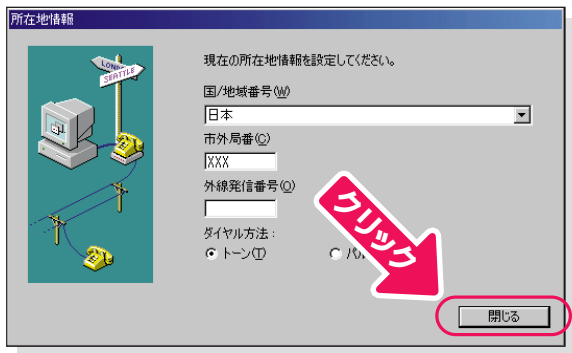 所在地情報
LONDON
SEATTLE
現在の所在地情報を設定してください。
国/地域番号(W)
日本
市外局番(C)
XXX
外線発信番号(O)
ダイヤル方法:
トーン(T)
クリック
閉じる